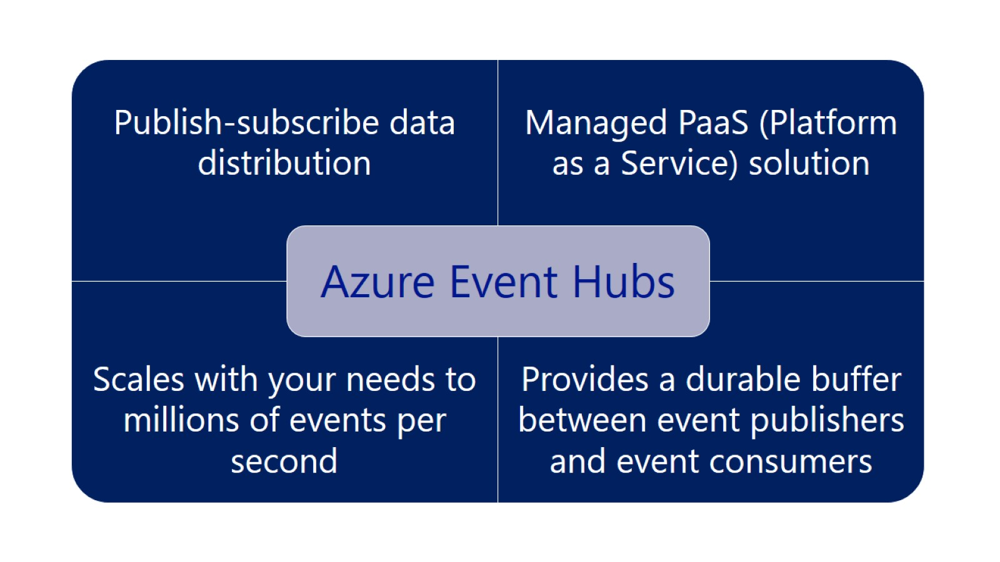 Publish-subscribe data
distribution
Managed PaaS (Platform
as a Service) solution
Azure Event Hubs
Scales with your needs to
millions of events per
second
Provides a durable buffer
between event publishers
and event consumers